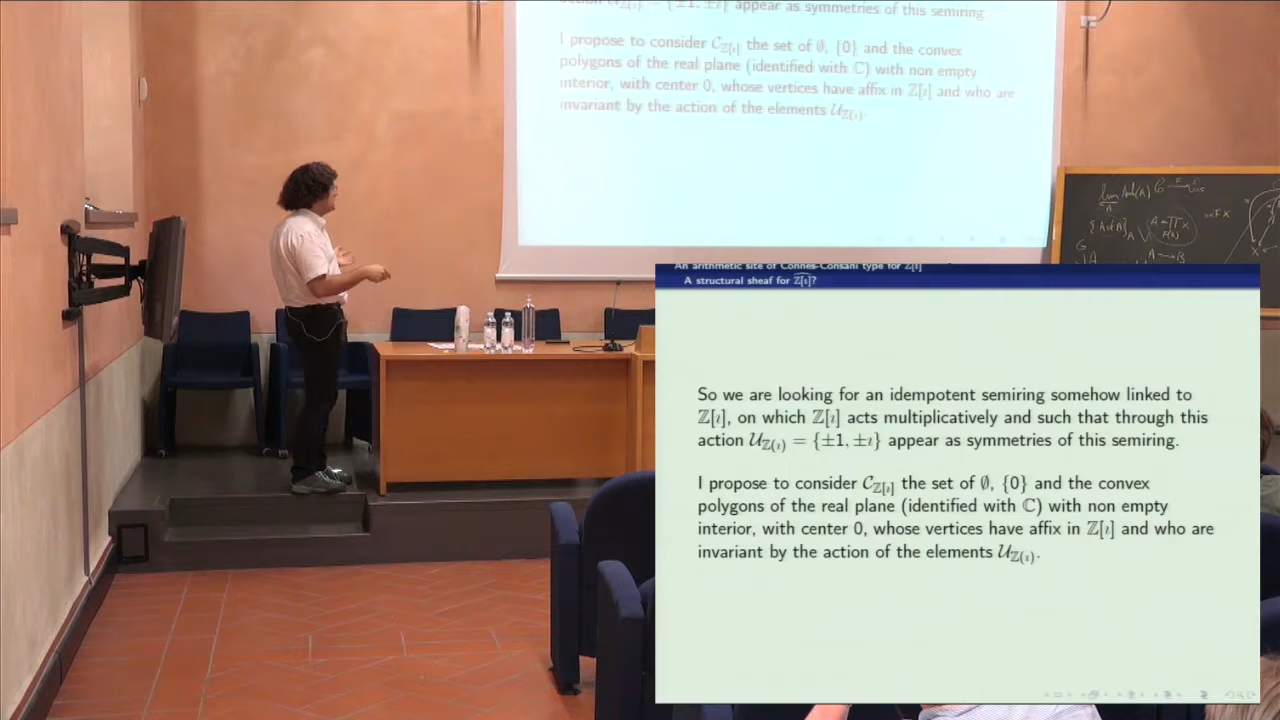 action 𝒰_ℤ[ı] = {±1, ±ı} appear as symmetries of this semiring
I propose to consider 𝒞_ℤ[ı] the set of ∅, {0} and the convex
polygons of the real plane (identified with ℂ) with non empty
interior, with center 0, whose vertices have affix in ℤ[ı] and who are
invariant by the action of the elements 𝒰_ℤ(ı).
An arithmetic site of Connes-Consani type for ℤ[ı]
A structural sheaf for ℤ[ı]?
So we are looking for an idempotent semiring somehow linked to
ℤ[ı], on which ℤ[ı] acts multiplicatively and such that through this
action 𝒰_ℤ(ı) = {±1, ±ı} appear as symmetries of this semiring.
I propose to consider 𝒞_ℤ[ı] the set of ∅, {0} and the convex
polygons of the real plane (identified with ℂ) with non empty
interior, with center 0, whose vertices have affix in ℤ[ı] and who are
invariant by the action of the elements 𝒰_ℤ(ı).
A → B